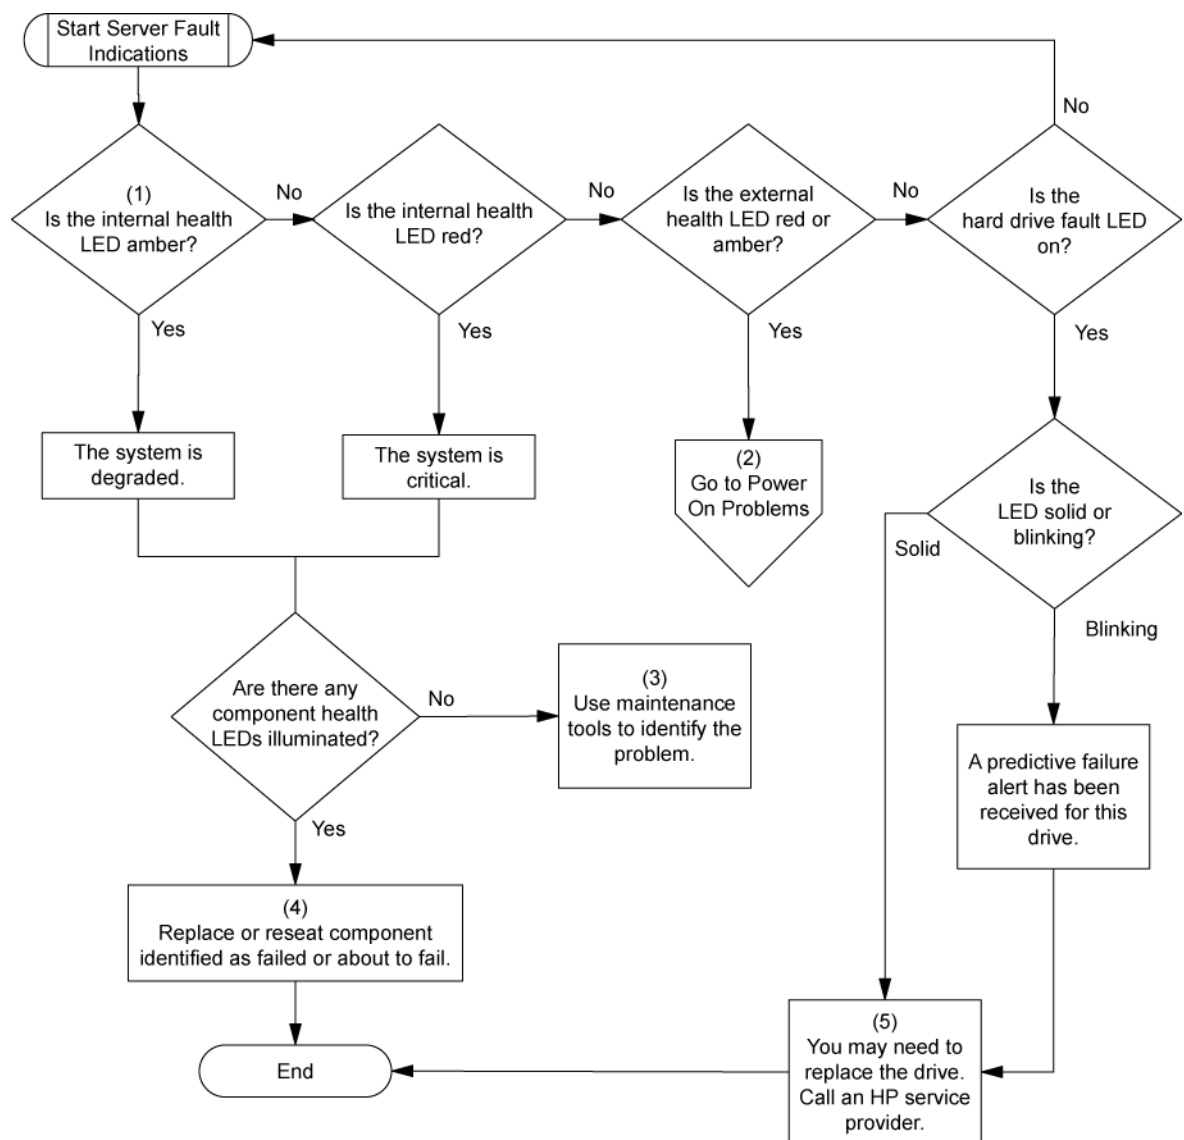 Start Server Fault
Indications
No
(1)
Is the internal health
LED amber?
No
Is the internal health
LED red?
No
Is the external
health LED red or
amber?
No
Is the
hard drive fault LED
on?
Yes
Yes
Yes
Yes
The system is
degraded.
The system is
critical.
(2)
Go to Power
On Problems
Is the
LED solid or
blinking?
Solid
Blinking
Are there any
component health
LEDs illuminated?
No
(3)
Use maintenance
tools to identify the
problem.
A predictive failure
alert has been
received for this
drive.
Yes
(4)
Replace or reseat component
identified as failed or about to fail.
(5)
You may need to
replace the drive.
Call an HP service
provider.
End